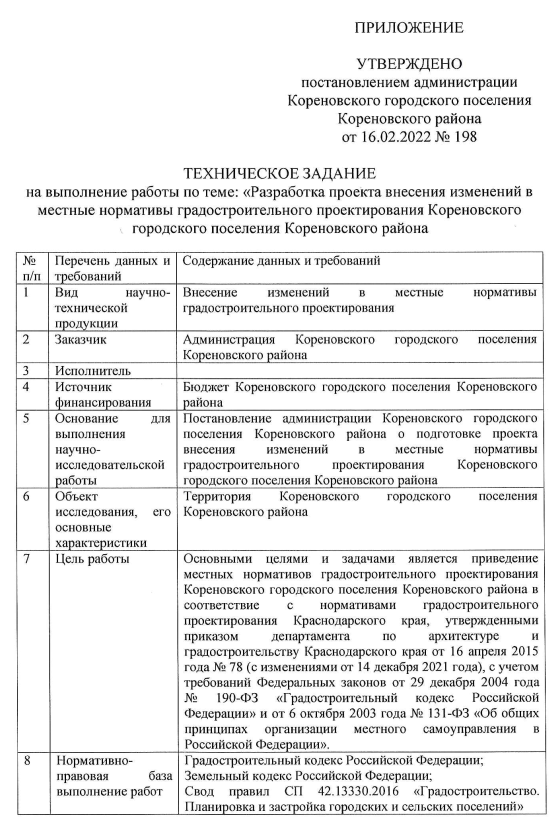 ПРИЛОЖЕНИЕ
УТВЕРЖДЕНО
постановлением администрации
Кореновского городского поселения
Кореновского района
от 16.02.2022 № 198
ТЕХНИЧЕСКОЕ ЗАДАНИЕ
на выполнение работы по теме: «Разработка проекта внесения изменений в
местные нормативы градостроительного проектирования Кореновского
городского поселения Кореновского района
№ п/п
Перечень данных и
требований
Содержание данных и требований
1
Вид научно-
технической
продукции
Внесение изменений в местные нормативы
градостроительного проектирования
2
Заказчик
Администрация Кореновского городского поселения
Кореновского района
3
Исполнитель
4
Источник
финансирования
Бюджет Кореновского городского поселения Кореновского
района
5
Основание для
выполнения
научно-
исследовательской
работы
Постановление администрации Кореновского городского
поселения Кореновского района о подготовке проекта
внесения изменений в местные нормативы
градостроительного проектирования Кореновского
городского поселения Кореновского района
6
Объект
исследования, его
основные
характеристики
Территория Кореновского городского поселения
Кореновского района
7
Цель работы
Основными целями и задачами является приведение
местных нормативов градостроительного проектирования
Кореновского городского поселения Кореновского района в
соответствие с нормативами градостроительного
проектирования Краснодарского края, утвержденными
приказом департамента по архитектуре и
градостроительству Краснодарского края от 16 апреля 2015
года № 78 (с изменениями от 14 декабря 2021 года), с учетом
требований Федеральных законов от 29 декабря 2004 года
№ 190-ФЗ «Градостроительный кодекс Российской
Федерации» и от 6 октября 2003 года № 131-ФЗ «Об общих
принципах организации местного самоуправления в
Российской Федерации».
8
Нормативно-
правовая база
выполнение работ
Градостроительный кодекс Российской Федерации;
Земельный кодекс Российской Федерации;
Свод правил СП 42.13330.2016 «Градостроительство.
Планировка и застройка городских и сельских поселений»